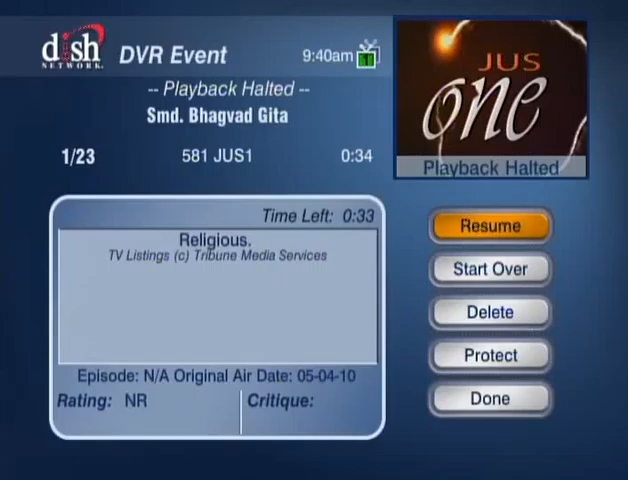 dish
NETWORK.
DVR Event
9:40am
1
-- Playback Halted --
Smd. Bhagvad Gita
1/23
581 JUS1
0:34
JUS
one
Playback Halted
Time Left: 0:33
Religious.
TV Listings (c) Tribune Media Services
Episode: N/A Original Air Date: 05-04-10
Rating: NR
Critique:
Resume
Start Over
Delete
Protect
Done